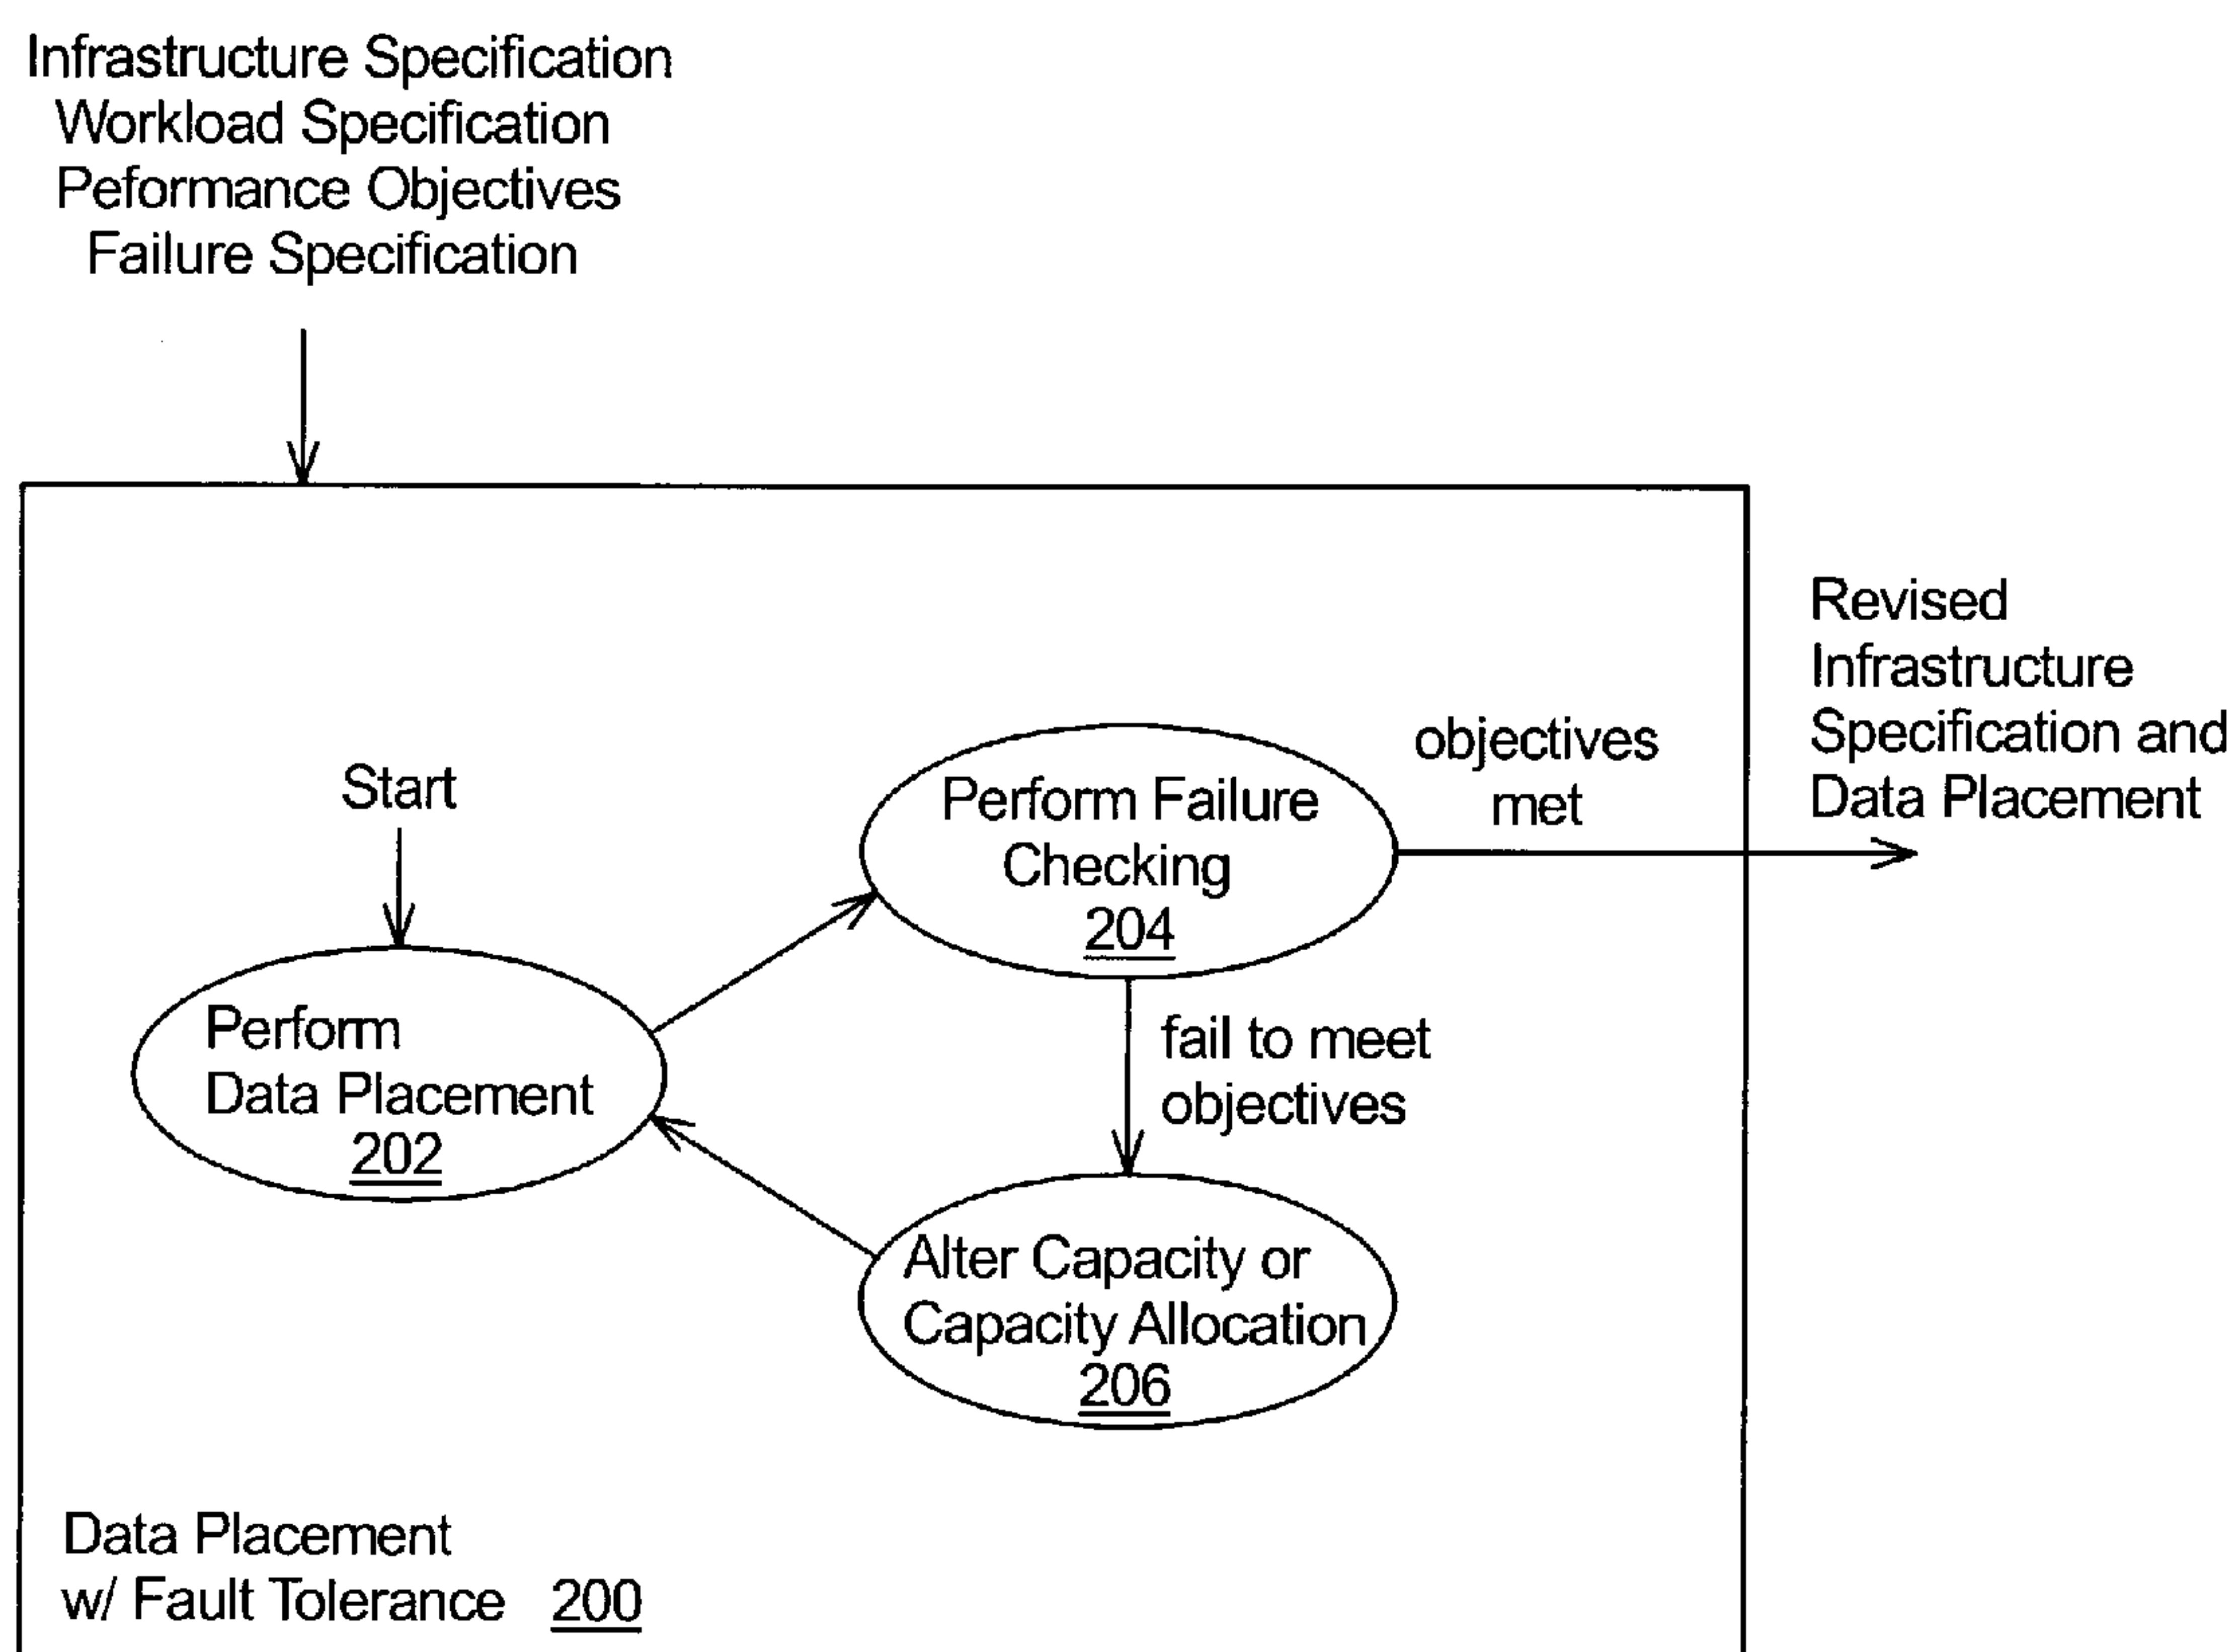 Infrastructure Specification
Workload Specification
Peformance Objectives
Failure Specification
Revised
Infrastructure
Specification and
Data Placement
objectives
met
Start
Perform Failure
Checking
204
Perform
Data Placement
202
fail to meet
objectives
Alter Capacity or
Capacity Allocation
206
Data Placement
w/ Fault Tolerance 200